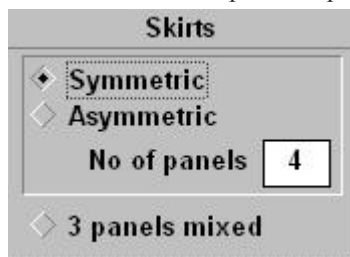 Skirts
Symmetric
Asymmetric
No of panels 4
3 panels mixed